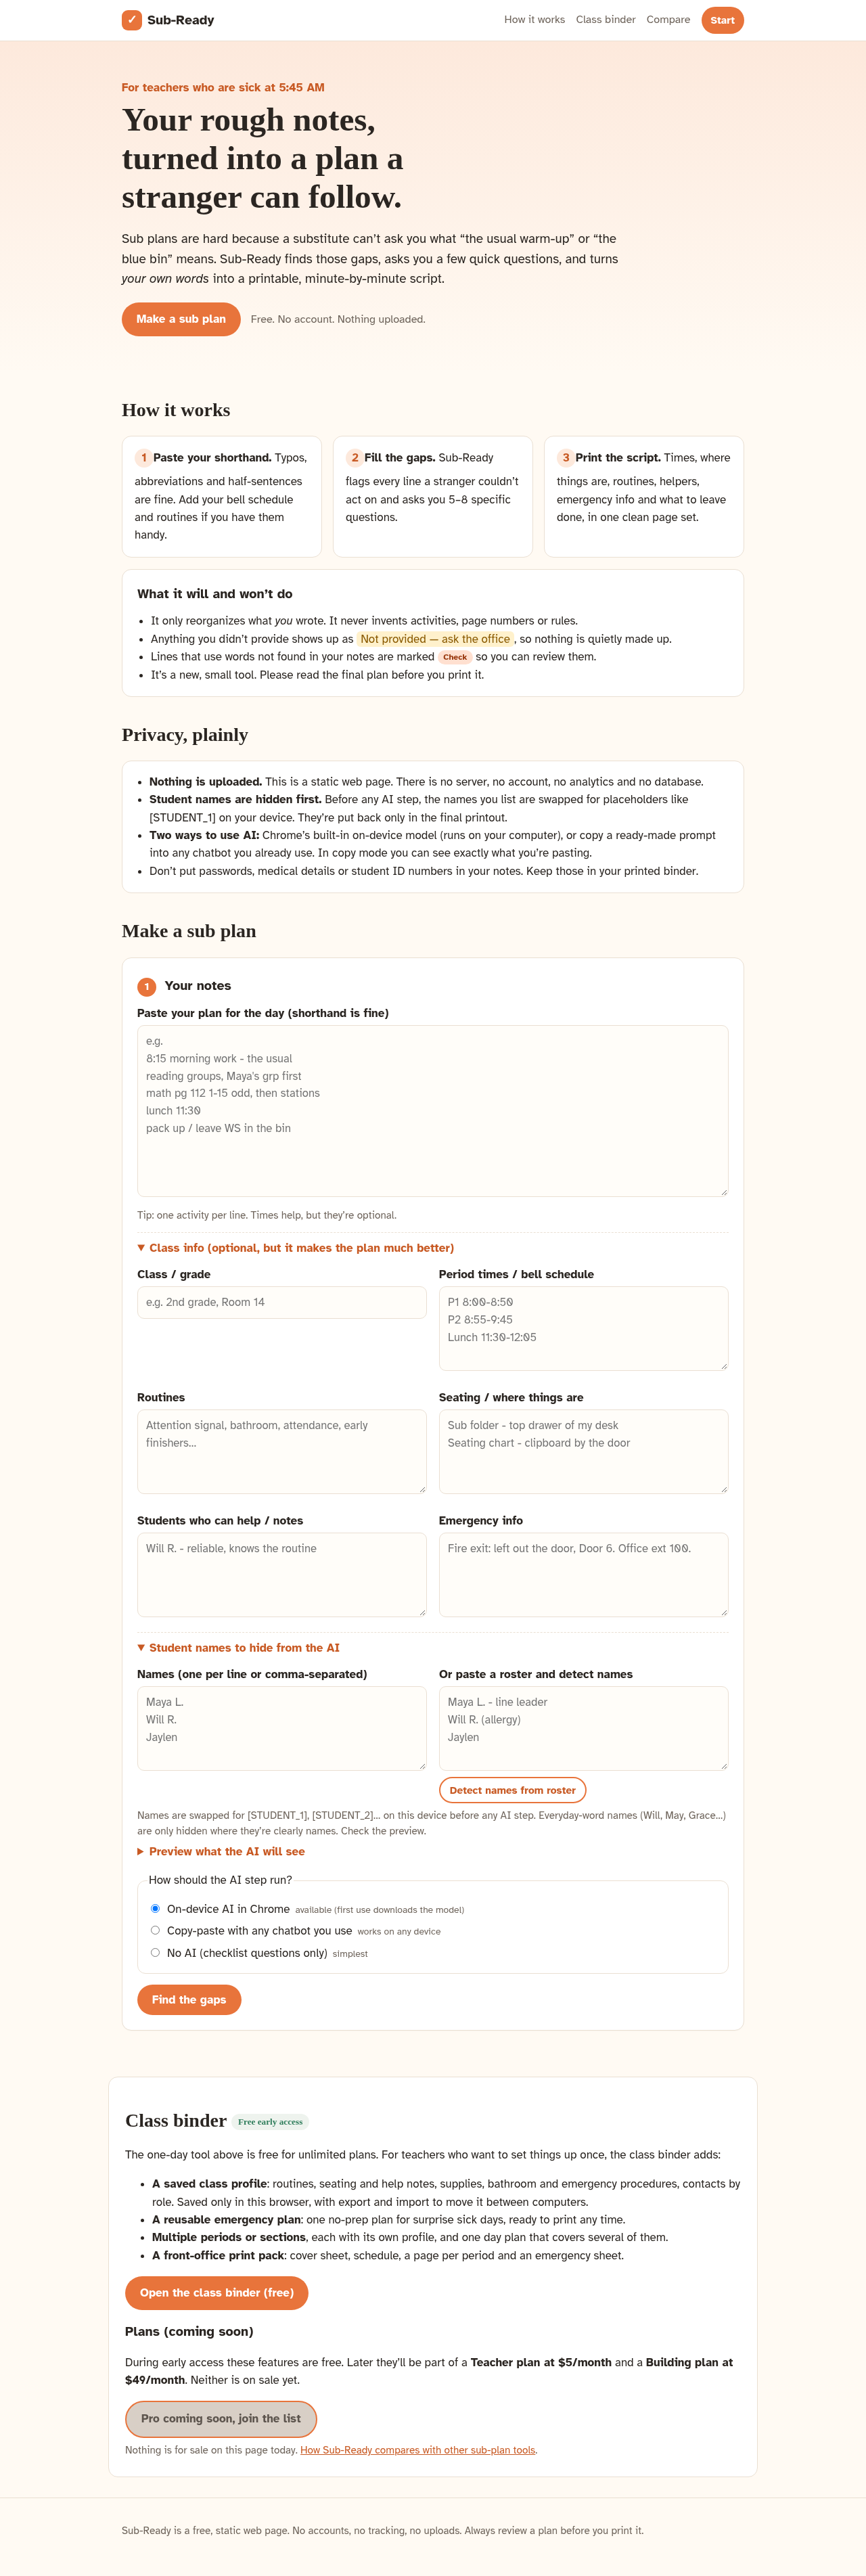 ✓ Sub-Ready
How it works Class binder Compare Start
For teachers who are sick at 5:45 AM
Your rough notes,
turned into a plan a
stranger can follow.
Sub plans are hard because a substitute can’t ask you what “the usual warm-up” or “the
blue bin” means. Sub-Ready finds those gaps, asks you a few quick questions, and turns
your own words into a printable, minute-by-minute script.
Make a sub plan Free. No account. Nothing uploaded.
How it works
1 Paste your shorthand. Typos,
abbreviations and half-sentences
are fine. Add your bell schedule
and routines if you have them
handy.
2 Fill the gaps. Sub-Ready
flags every line a stranger couldn’t
act on and asks you 5–8 specific
questions.
3 Print the script. Times, where
things are, routines, helpers,
emergency info and what to leave
done, in one clean page set.
What it will and won’t do
• It only reorganizes what you wrote. It never invents activities, page numbers or rules.
• Anything you didn’t provide shows up as Not provided — ask the office, so nothing is quietly made up.
• Lines that use words not found in your notes are marked Check so you can review them.
• It’s a new, small tool. Please read the final plan before you print it.
Privacy, plainly
• Nothing is uploaded. This is a static web page. There is no server, no account, no analytics and no database.
• Student names are hidden first. Before any AI step, the names you list are swapped for placeholders like
[STUDENT_1] on your device. They’re put back only in the final printout.
• Two ways to use AI: Chrome’s built-in on-device model (runs on your computer), or copy a ready-made prompt
into any chatbot you already use. In copy mode you can see exactly what you’re pasting.
• Don’t put passwords, medical details or student ID numbers in your notes. Keep those in your printed binder.
Make a sub plan
1 Your notes
Paste your plan for the day (shorthand is fine)
e.g.
8:15 morning work - the usual
reading groups, Maya's grp first
math pg 112 1-15 odd, then stations
lunch 11:30
pack up / leave WS in the bin
Tip: one activity per line. Times help, but they’re optional.
▼ Class info (optional, but it makes the plan much better)
Class / grade
e.g. 2nd grade, Room 14
Period times / bell schedule
P1 8:00-8:50
P2 8:55-9:45
Lunch 11:30-12:05
Routines
Attention signal, bathroom, attendance, early
finishers...
Seating / where things are
Sub folder - top drawer of my desk
Seating chart - clipboard by the door
Students who can help / notes
Will R. - reliable, knows the routine
Emergency info
Fire exit: left out the door, Door 6. Office ext 100.
▼ Student names to hide from the AI
Names (one per line or comma-separated)
Maya L.
Will R.
Jaylen
Or paste a roster and detect names
Maya L. - line leader
Will R. (allergy)
Jaylen
Detect names from roster
Names are swapped for [STUDENT_1], [STUDENT_2]… on this device before any AI step. Everyday-word names (Will, May, Grace…)
are only hidden where they’re clearly names. Check the preview.
▶ Preview what the AI will see
How should the AI step run?
On-device AI in Chrome available (first use downloads the model)
Copy-paste with any chatbot you use works on any device
No AI (checklist questions only) simplest
Find the gaps
Class binder Free early access
The one-day tool above is free for unlimited plans. For teachers who want to set things up once, the class binder adds:
• A saved class profile: routines, seating and help notes, supplies, bathroom and emergency procedures, contacts by
role. Saved only in this browser, with export and import to move it between computers.
• A reusable emergency plan: one no-prep plan for surprise sick days, ready to print any time.
• Multiple periods or sections, each with its own profile, and one day plan that covers several of them.
• A front-office print pack: cover sheet, schedule, a page per period and an emergency sheet.
Open the class binder (free)
Plans (coming soon)
During early access these features are free. Later they’ll be part of a Teacher plan at $5/month and a Building plan at
$49/month. Neither is on sale yet.
Pro coming soon, join the list
Nothing is for sale on this page today. How Sub-Ready compares with other sub-plan tools.
Sub-Ready is a free, static web page. No accounts, no tracking, no uploads. Always review a plan before you print it.